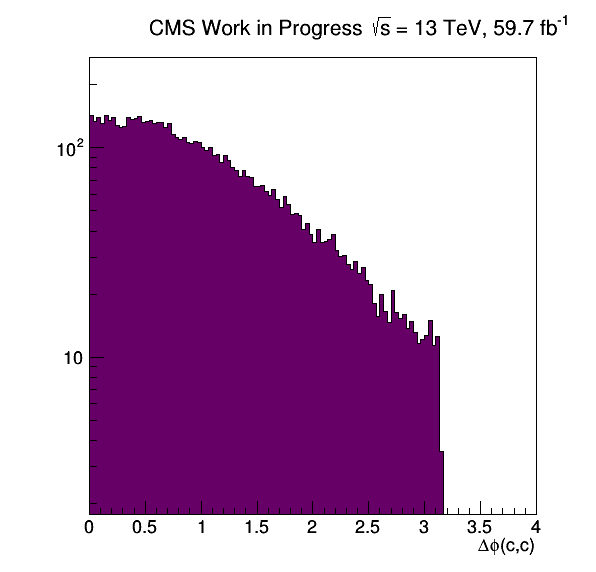 CMS Work in Progress √s = 13 TeV, 59.7 fb⁻¹
10²
10
0 0.5 1 1.5 2 2.5 3 3.5 4
Δϕ(c,c)